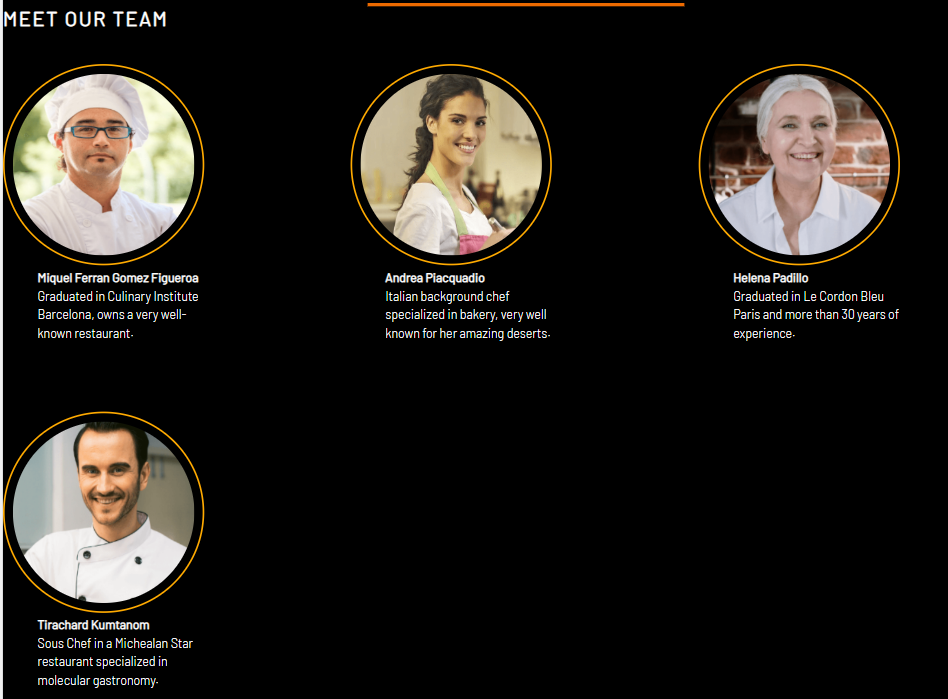 MEET OUR TEAM
Miquel Ferran Gomez Figueroa
Graduated in Culinary Institute
Barcelona, owns a very well-
known restaurant.
Andrea Piacquadio
Italian background chef
specialized in bakery, very well
known for her amazing deserts.
Helena Padillo
Graduated in Le Cordon Bleu
Paris and more than 30 years of
experience.
Tirachard Kumtanom
Sous Chef in a Michealan Star
restaurant specialized in
molecular gastronomy.